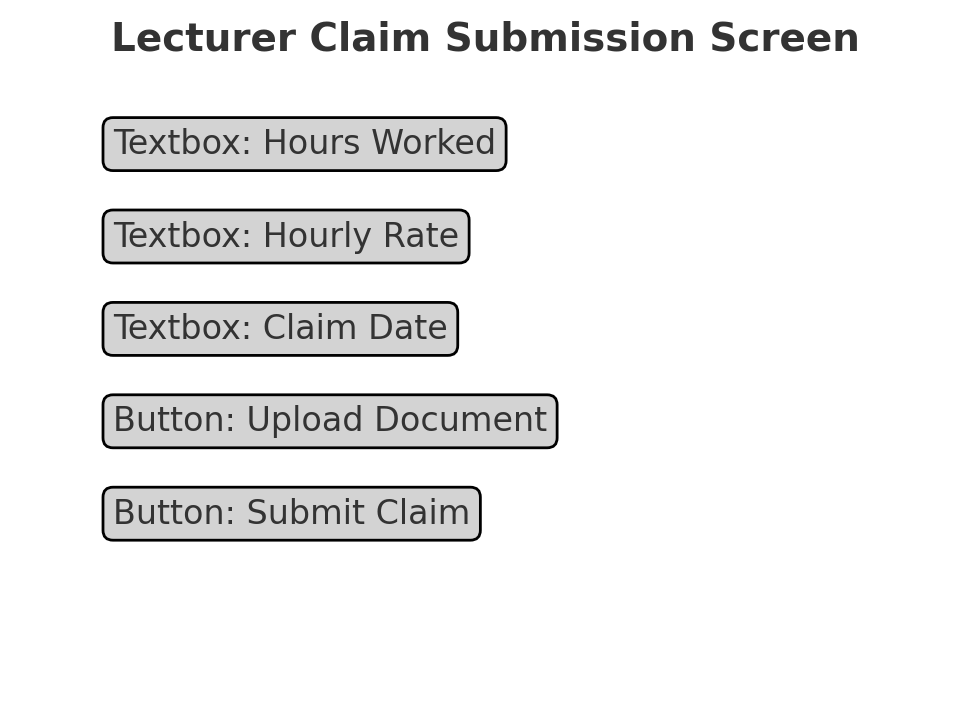 Lecturer Claim Submission Screen
Textbox: Hours Worked
Textbox: Hourly Rate
Textbox: Claim Date
Button: Upload Document
Button: Submit Claim